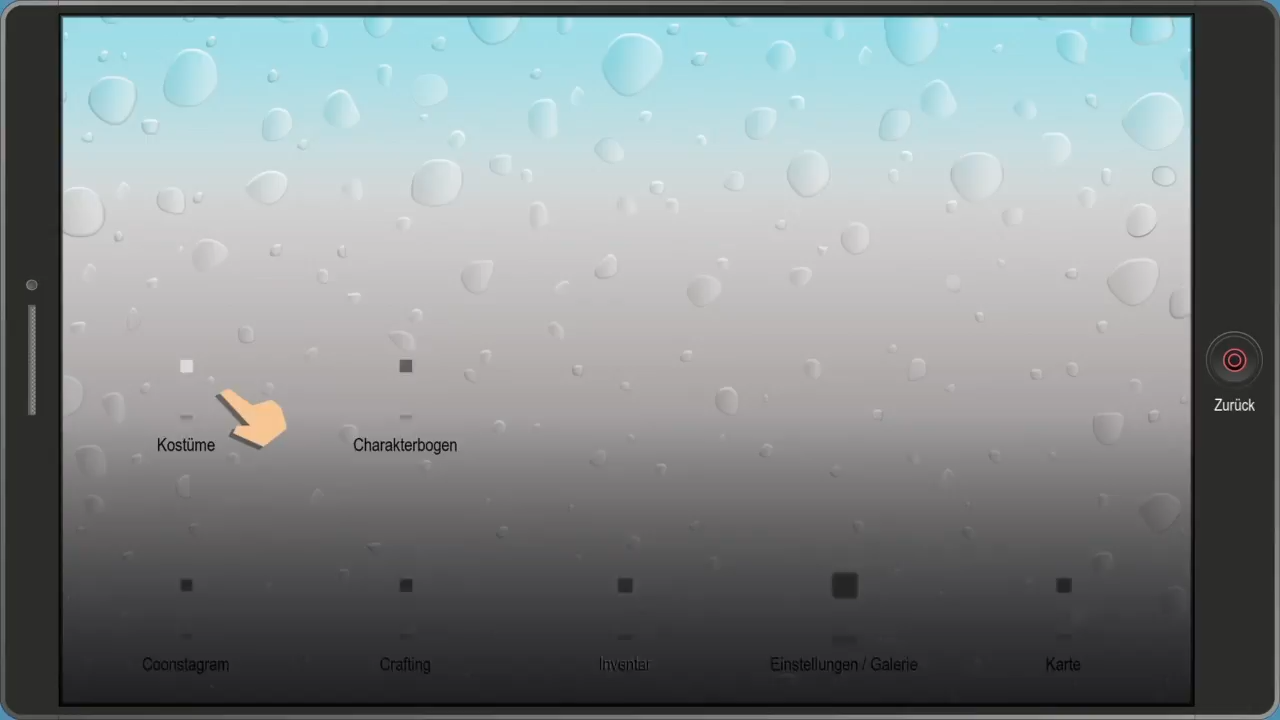 Zurück
Kostüme
Charakterbogen
Coonstagram
Crafting
Inventar
Einstellungen / Galerie
Karte